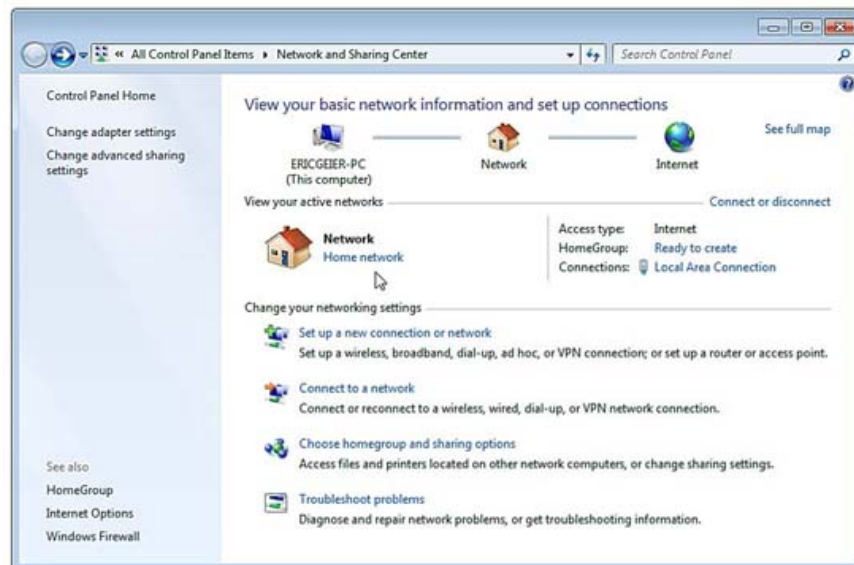 « All Control Panel Items ▸ Network and Sharing Center
Search Control Panel
Control Panel Home
Change adapter settings
Change advanced sharing
settings
See also
HomeGroup
Internet Options
Windows Firewall
View your basic network information and set up connections
ERICGEIER-PC
(This computer)
Network
Internet
See full map
View your active networks
Connect or disconnect
Network
Home network
Access type: Internet
HomeGroup: Ready to create
Connections: Local Area Connection
Change your networking settings
Set up a new connection or network
Set up a wireless, broadband, dial-up, ad hoc, or VPN connection; or set up a router or access point.
Connect to a network
Connect or reconnect to a wireless, wired, dial-up, or VPN network connection.
Choose homegroup and sharing options
Access files and printers located on other network computers, or change sharing settings.
Troubleshoot problems
Diagnose and repair network problems, or get troubleshooting information.